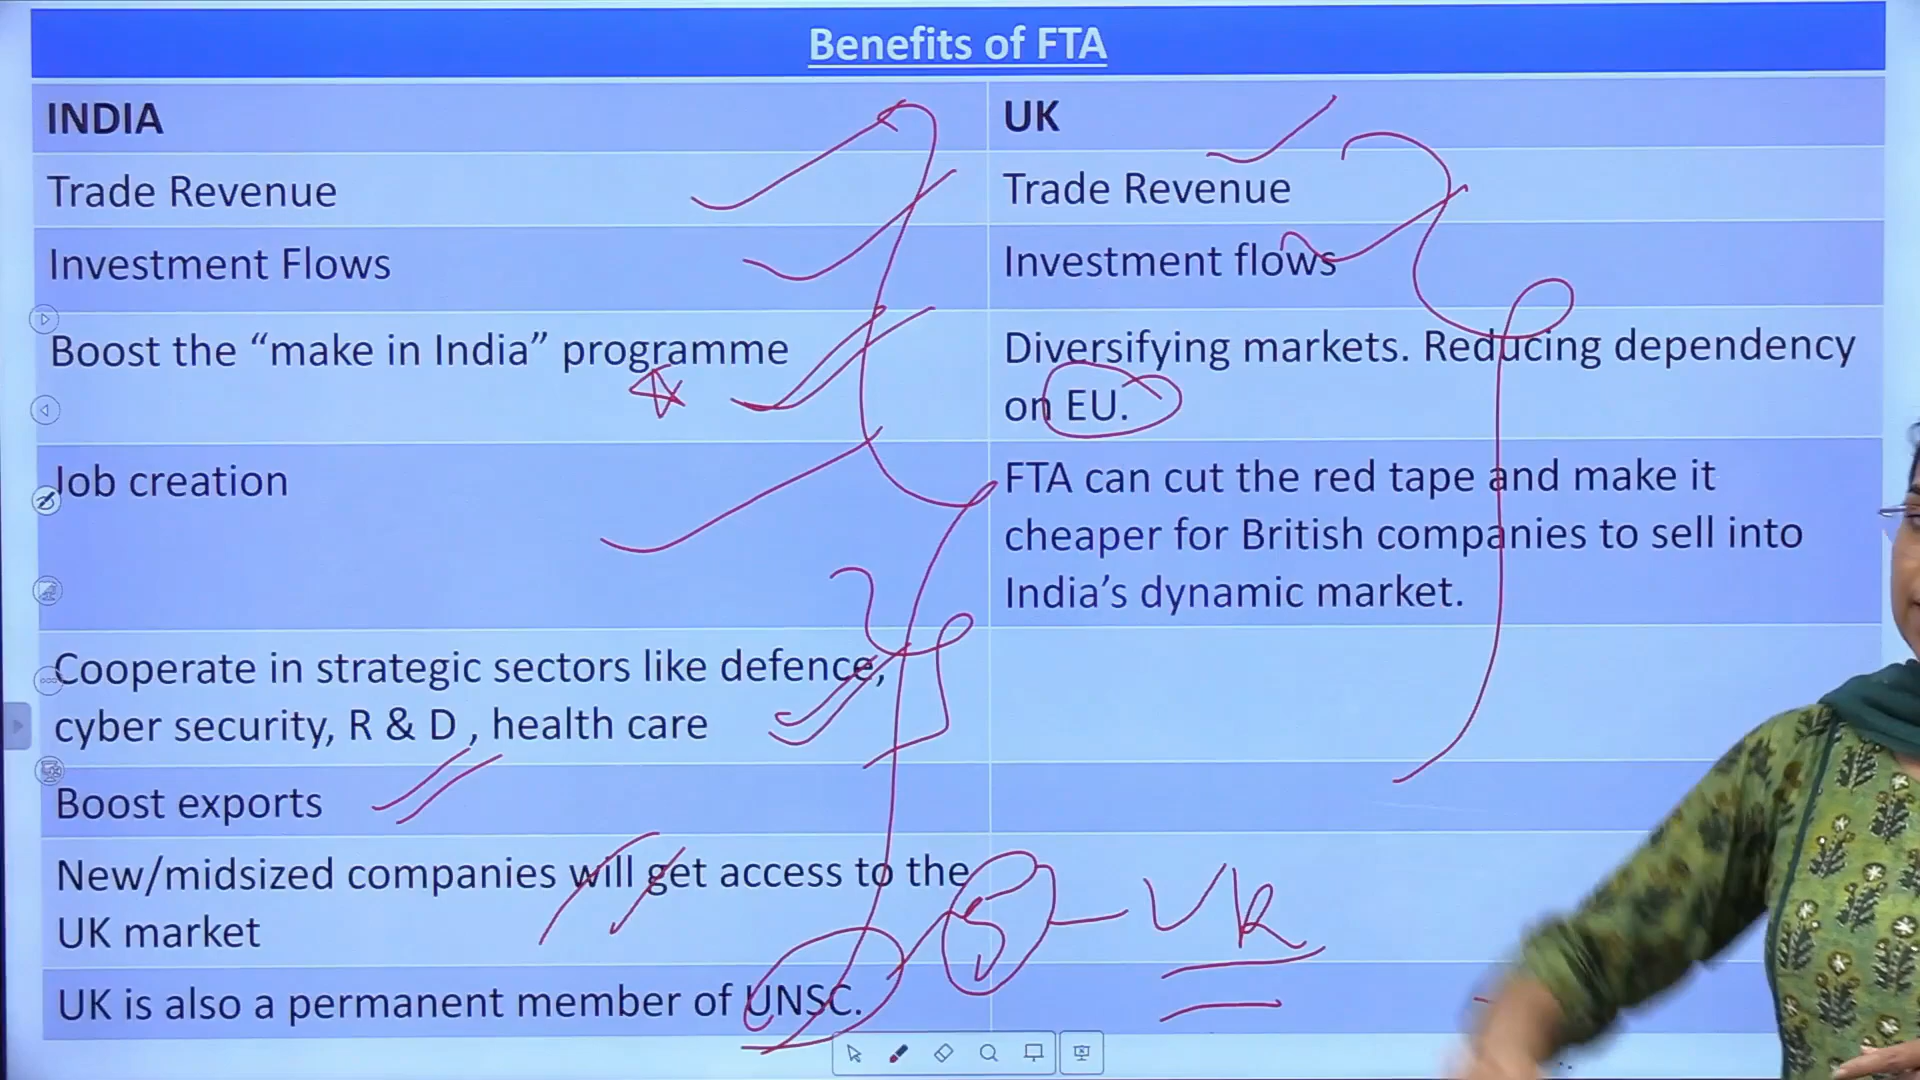 Benefits of FTA
INDIA
UK
Trade Revenue
Trade Revenue
Investment Flows
Investment flows
Boost the “make in India” programme
Diversifying markets. Reducing dependency
on EU.
Job creation
FTA can cut the red tape and make it
cheaper for British companies to sell into
India’s dynamic market.
Cooperate in strategic sectors like defence,
cyber security, R & D , health care
Boost exports
New/midsized companies will get access to the
UK market
UK is also a permanent member of UNSC.
5 - UK